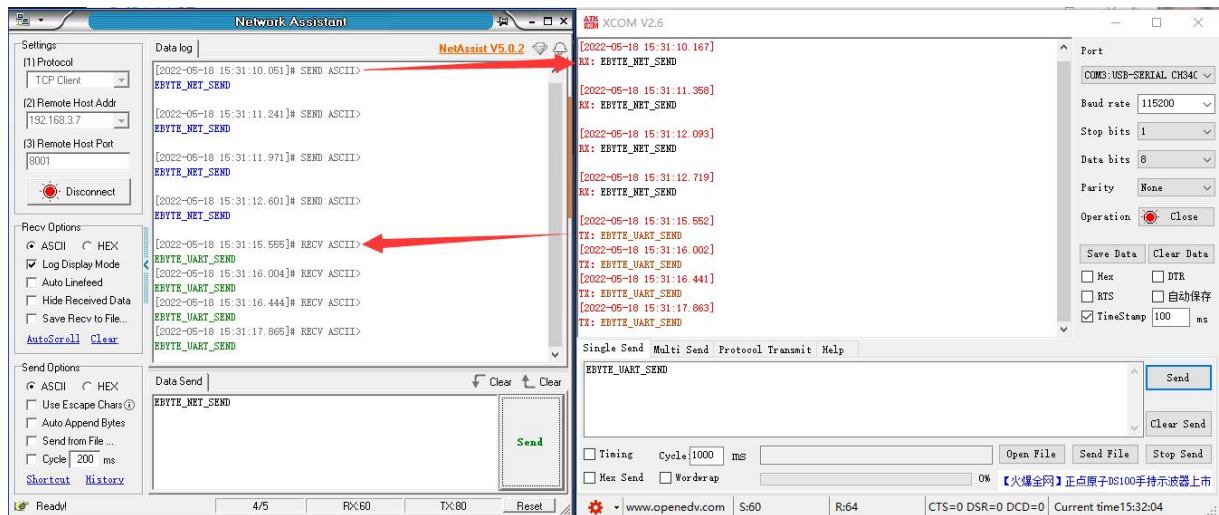 Network Assistant
Settings
(1) Protocol
TCP Client
(2) Remote Host Addr
192.168.3.7
(3) Remote Host Port
8001
Disconnect
Recv Options
ASCII HEX
Log Display Mode
Auto Linefeed
Hide Received Data
Save Recv to File...
AutoScroll Clear
Send Options
ASCII HEX
Use Escape Chars
Auto Append Bytes
Send from File ...
Cycle 200 ms
Shortcut History
Data log NetAssist V5.0.2
[2022-05-18 15:31:10.051]# SEND ASCII>
EBYTE_NET_SEND
[2022-05-18 15:31:11.241]# SEND ASCII>
EBYTE_NET_SEND
[2022-05-18 15:31:11.971]# SEND ASCII>
EBYTE_NET_SEND
[2022-05-18 15:31:12.601]# SEND ASCII>
EBYTE_NET_SEND
[2022-05-18 15:31:15.555]# RECV ASCII>
EBYTE_UART_SEND
[2022-05-18 15:31:16.004]# RECV ASCII>
EBYTE_UART_SEND
[2022-05-18 15:31:16.444]# RECV ASCII>
EBYTE_UART_SEND
[2022-05-18 15:31:17.865]# RECV ASCII>
EBYTE_UART_SEND
Data Send Clear Clear
EBYTE_NET_SEND
Send
Ready! 4/5 RX:60 TX:80 Reset
ATK XCOM V2.6
[2022-05-18 15:31:10.167]
RX: EBYTE_NET_SEND
[2022-05-18 15:31:11.358]
RX: EBYTE_NET_SEND
[2022-05-18 15:31:12.093]
RX: EBYTE_NET_SEND
[2022-05-18 15:31:12.719]
RX: EBYTE_NET_SEND
[2022-05-18 15:31:15.552]
TX: EBYTE_UART_SEND
[2022-05-18 15:31:16.002]
TX: EBYTE_UART_SEND
[2022-05-18 15:31:16.441]
TX: EBYTE_UART_SEND
[2022-05-18 15:31:17.863]
TX: EBYTE_UART_SEND
Port
COM3:USB-SERIAL CH34C
Baud rate 115200
Stop bits 1
Data bits 8
Parity None
Operation Close
Save Data Clear Data
Hex DTR
RTS 自动保存
TimeStamp 100 ms
Single Send Multi Send Protocol Transmit Help
EBYTE_UART_SEND
Send
Clear Send
Timing Cycle: 1000 ms Open File Send File Stop Send
Hex Send Wordwrap 0% 【火爆全网】正点原子DS100手持示波器上市
www.openedv.com S:60 R:64 CTS=0 DSR=0 DCD=0 Current time15:32:04